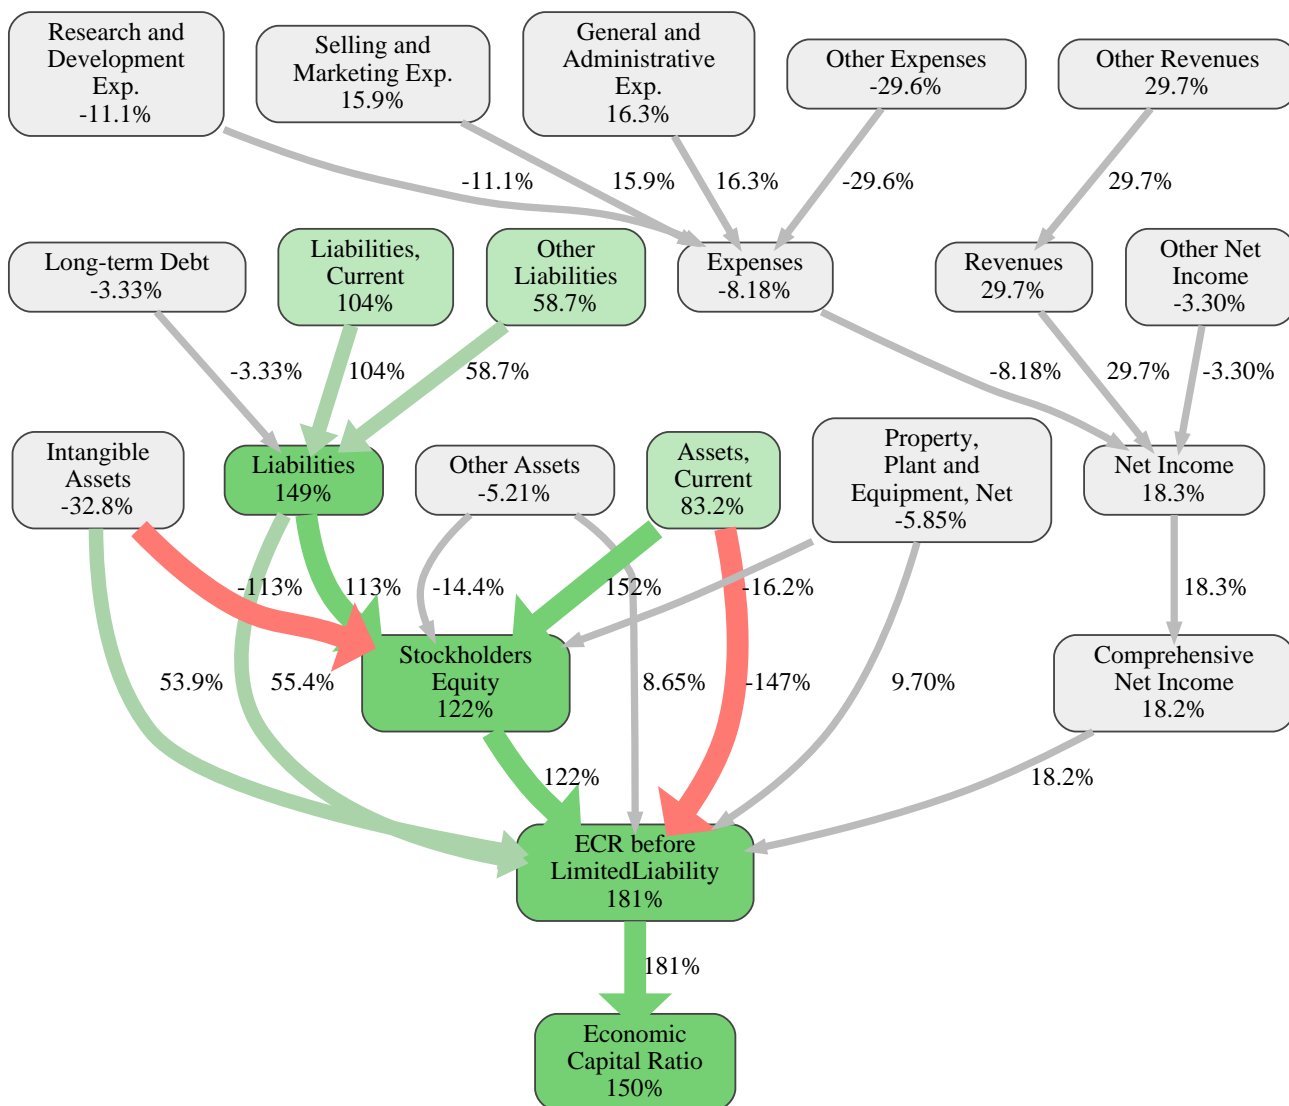 Research and
Development
Exp.
-11.1%
Selling and
Marketing Exp.
15.9%
General and
Administrative
Exp.
16.3%
Other Expenses
-29.6%
Other Revenues
29.7%
-11.1%
15.9%
16.3%
-29.6%
29.7%
Long-term Debt
-3.33%
Liabilities,
Current
104%
Other
Liabilities
58.7%
Expenses
-8.18%
Revenues
29.7%
Other Net
Income
-3.30%
-3.33%
104%
58.7%
-8.18%
29.7%
-3.30%
Intangible
Assets
-32.8%
Liabilities
149%
Other Assets
-5.21%
Assets,
Current
83.2%
Property,
Plant and
Equipment, Net
-5.85%
Net Income
18.3%
-113%
113%
-14.4%
152%
-16.2%
18.3%
Stockholders
Equity
122%
Comprehensive
Net Income
18.2%
53.9%
55.4%
8.65%
-147%
9.70%
122%
18.2%
ECR before
LimitedLiability
181%
181%
Economic
Capital Ratio
150%